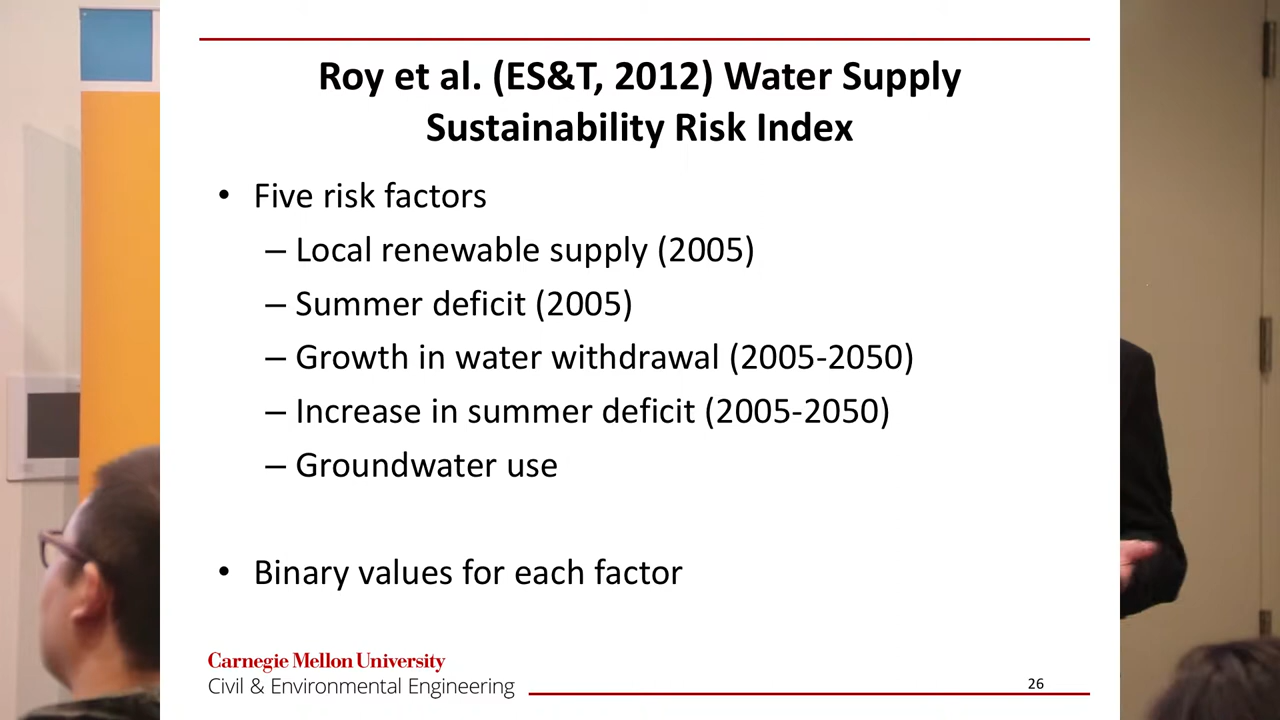 Roy et al. (ES&T, 2012) Water Supply
Sustainability Risk Index
• Five risk factors
– Local renewable supply (2005)
– Summer deficit (2005)
– Growth in water withdrawal (2005-2050)
– Increase in summer deficit (2005-2050)
– Groundwater use
• Binary values for each factor
Carnegie Mellon University
Civil & Environmental Engineering
26